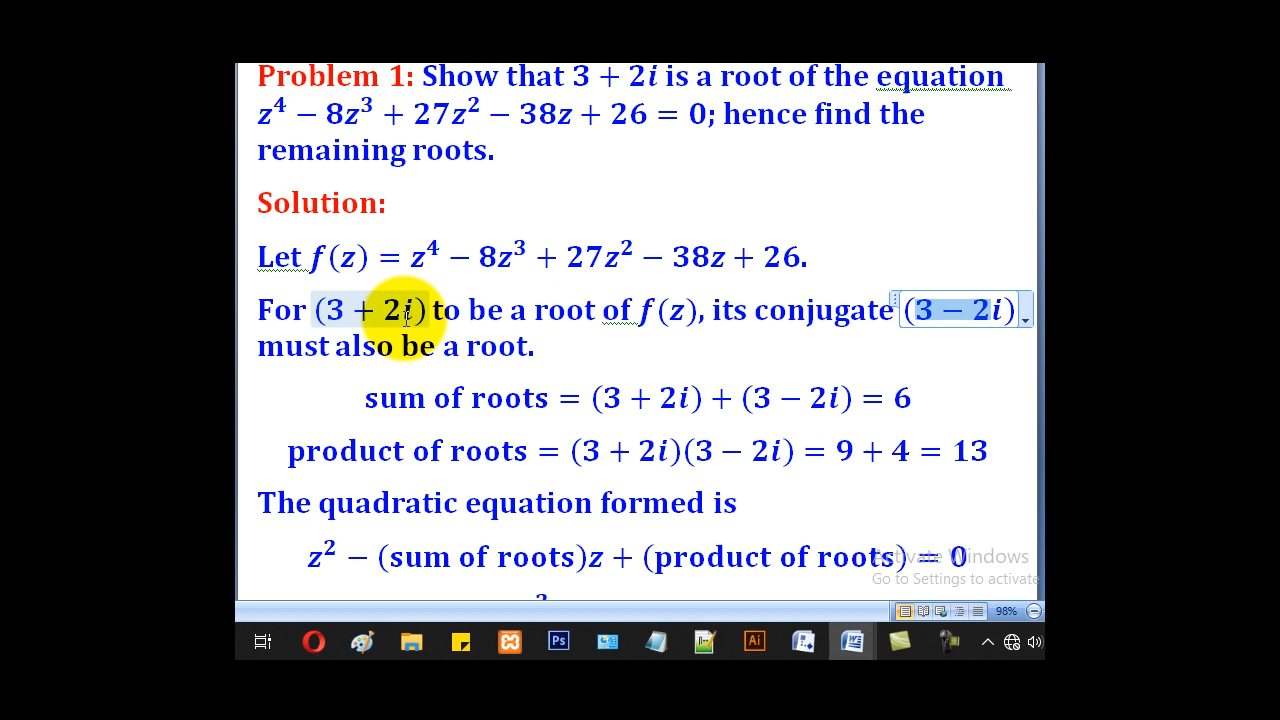 Problem 1: Show that 3 + 2i is a root of the equation
z⁴ − 8z³ + 27z² − 38z + 26 = 0; hence find the
remaining roots.
Solution:
Let f(z) = z⁴ − 8z³ + 27z² − 38z + 26.
For (3 + 2i) to be a root of f(z), its conjugate (3 − 2i)
must also be a root.
sum of roots = (3 + 2i) + (3 − 2i) = 6
product of roots = (3 + 2i)(3 − 2i) = 9 + 4 = 13
The quadratic equation formed is
z² − (sum of roots)z + (product of roots) = 0
Activate Windows
Go to Settings to activate
98%
Ps
Ai
W